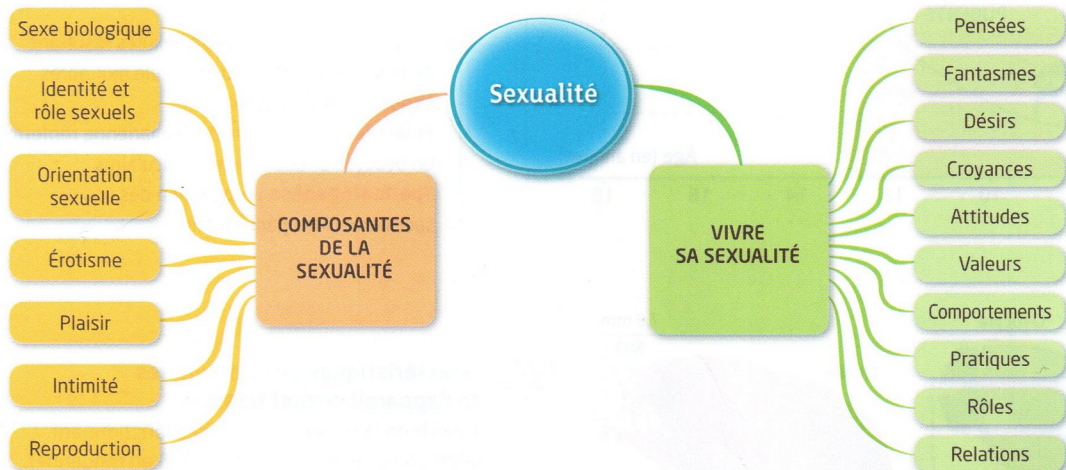 Sexualité
COMPOSANTES
DE LA
SEXUALITÉ
Sexe biologique
Identité et
rôle sexuels
Orientation
sexuelle
Érotisme
Plaisir
Intimité
Reproduction
VIVRE
SA SEXUALITÉ
Pensées
Fantasmes
Désirs
Croyances
Attitudes
Valeurs
Comportements
Pratiques
Rôles
Relations